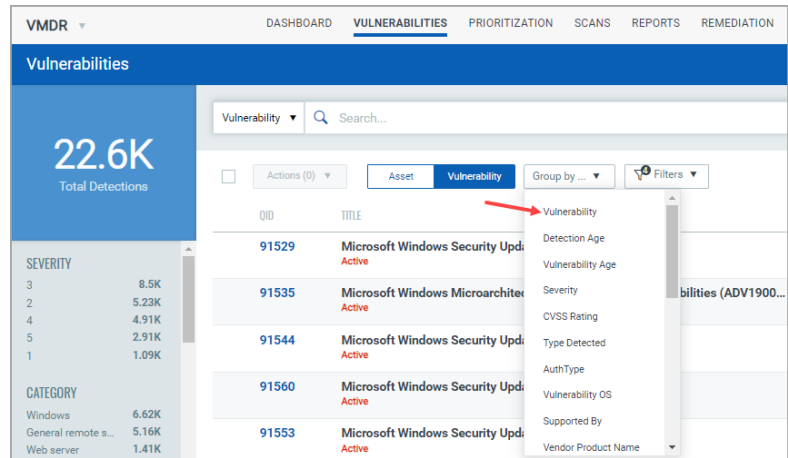 VMDR
DASHBOARD VULNERABILITIES PRIORITIZATION SCANS REPORTS REMEDIATION
Vulnerabilities
22.6K
Total Detections
Vulnerability Search...
Actions (0) Asset Vulnerability Group by ... 4 Filters
QID TITLE
91529 Microsoft Windows Security Upda
Active
91535 Microsoft Windows Microarchite bilities (ADV1900...
Active
91544 Microsoft Windows Security Upda
Active
91560 Microsoft Windows Security Upda
Active
91553 Microsoft Windows Security Upda
Active
Vulnerability
Detection Age
Vulnerability Age
Severity
CVSS Rating
Type Detected
AuthType
Vulnerability OS
Supported By
Vendor Product Name
SEVERITY
3 8.5K
2 5.23K
4 4.91K
5 2.91K
1 1.09K
CATEGORY
Windows 6.62K
General remote s... 5.16K
Web server 1.41K